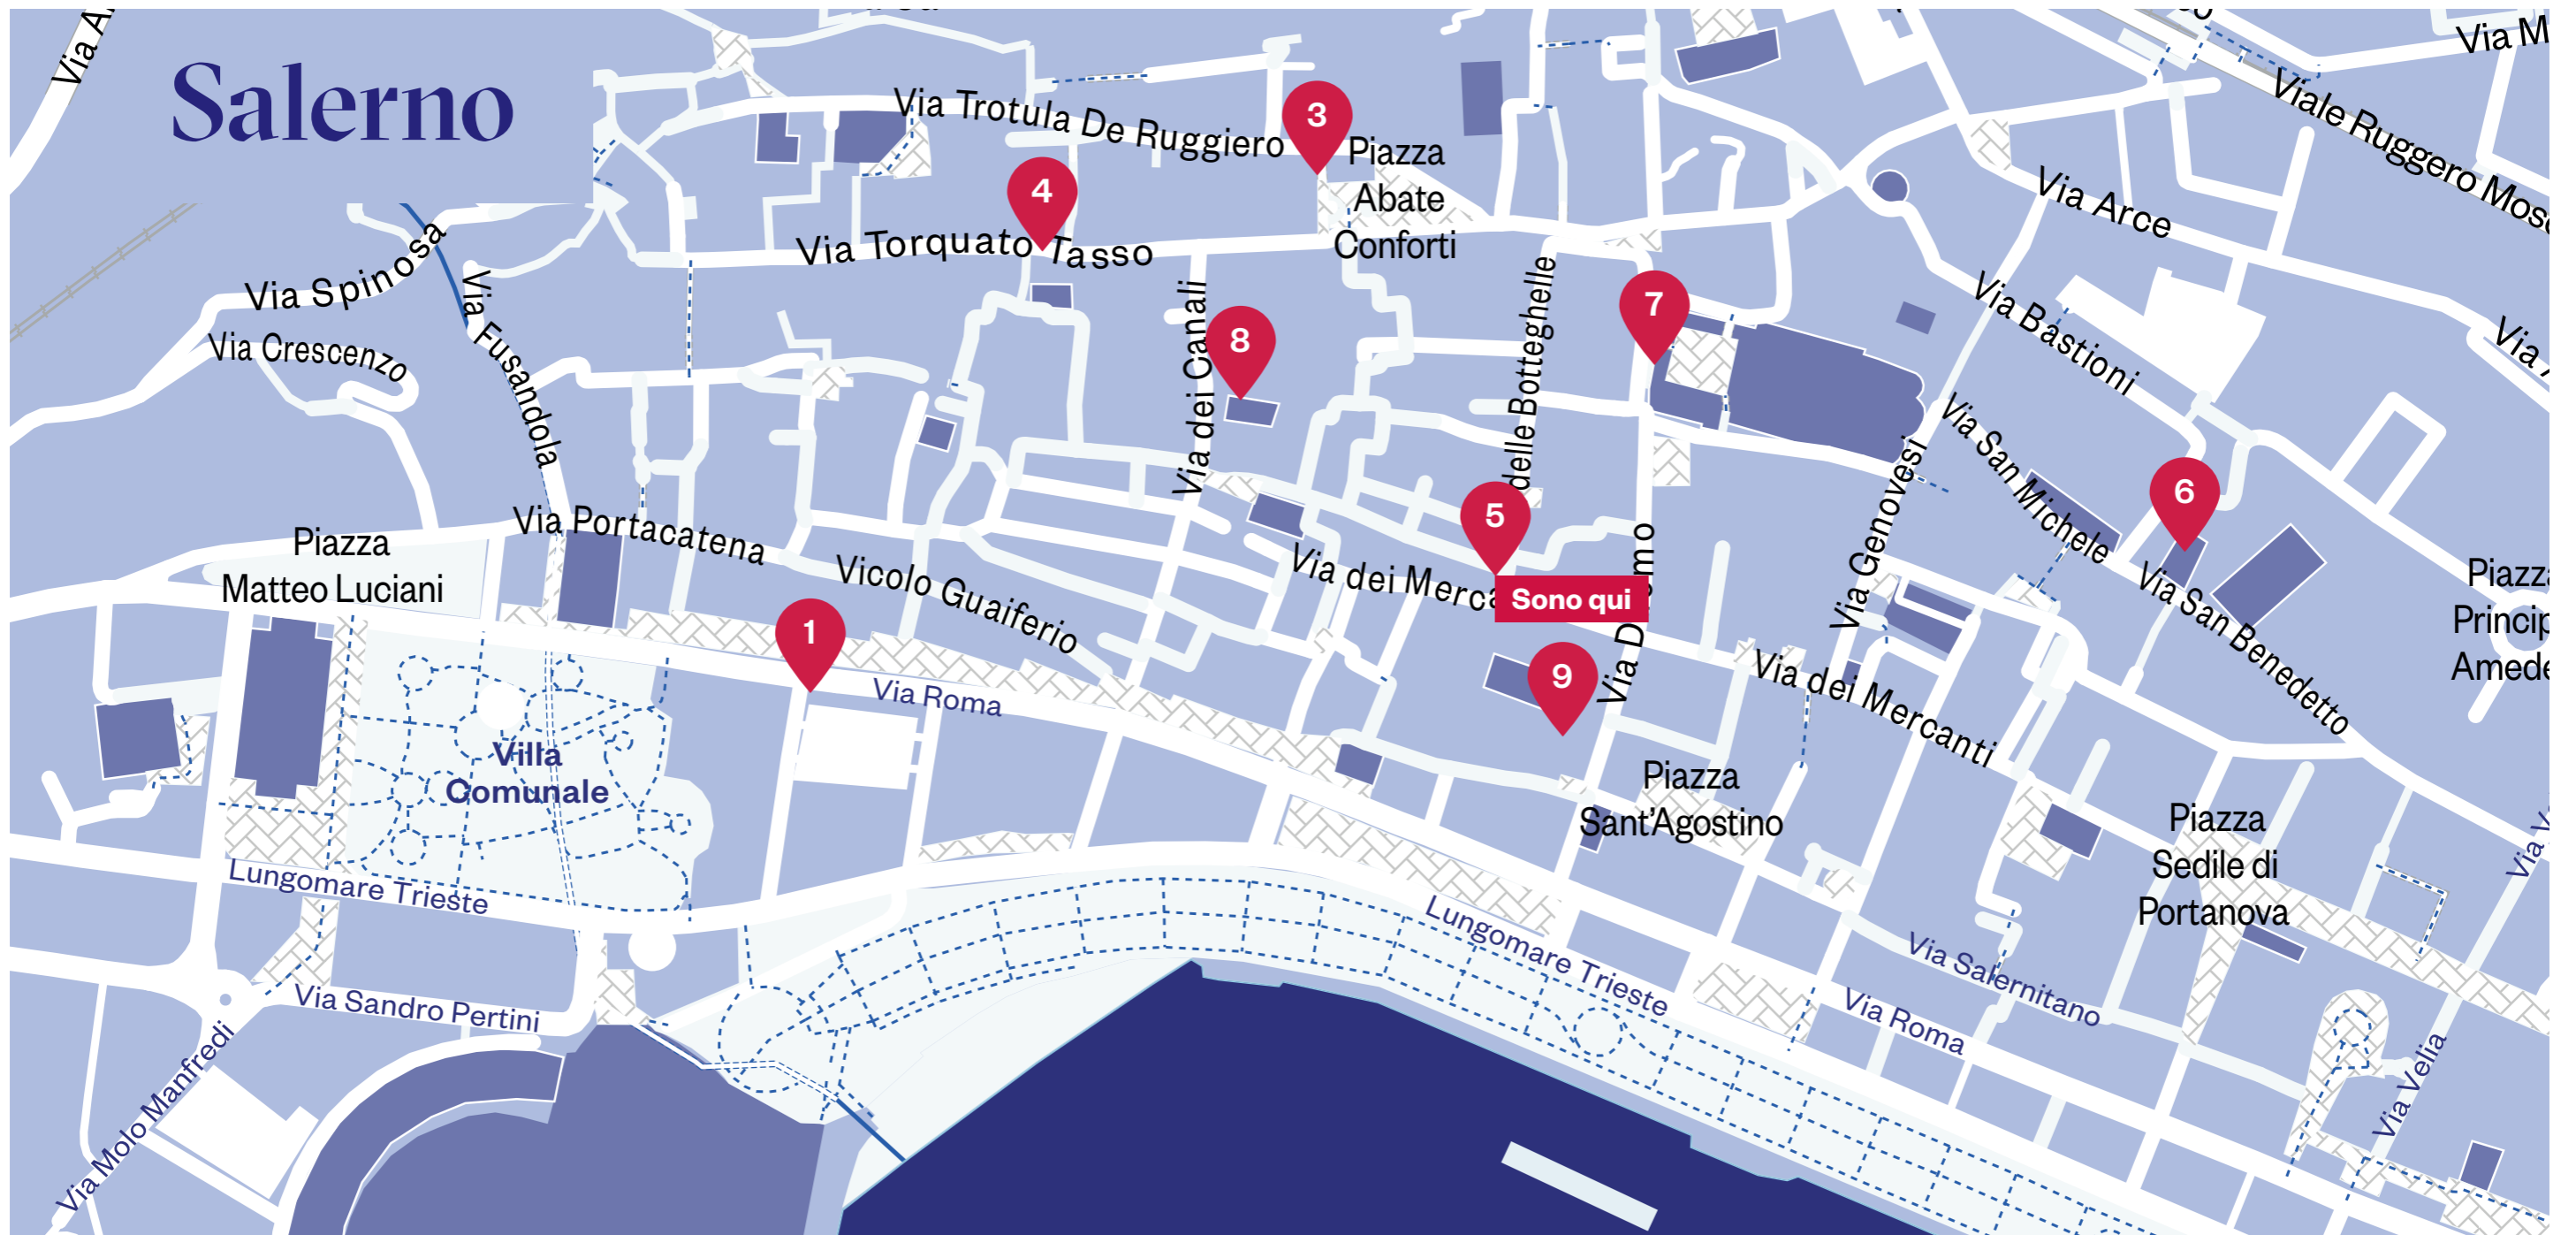 Salerno
Via Trotula De Ruggiero
3
Piazza
Abate
Conforti
4
Via Torquato Tasso
Via Spinosa
Via Crescenzo
Via Fusandola
Via dei Canali
8
delle Botteghelle
7
Via Arce
Viale Ruggero
Via Bastioni
Via San Michele
Via Genovesi
6
5
Sono qui
Via Portacatena
Piazza
Matteo Luciani
Vicolo Guaiferio
Via dei
1
Via Roma
9
Via
Via dei Mercanti
Via San Benedetto
Villa
Comunale
Piazza
Sant'Agostino
Piazza
Sedile di
Portanova
Lungomare Trieste
Lungomare Trieste
Via Salernitano
Via Roma
Via Sandro Pertini
Via Molo Manfredi
Via Velia